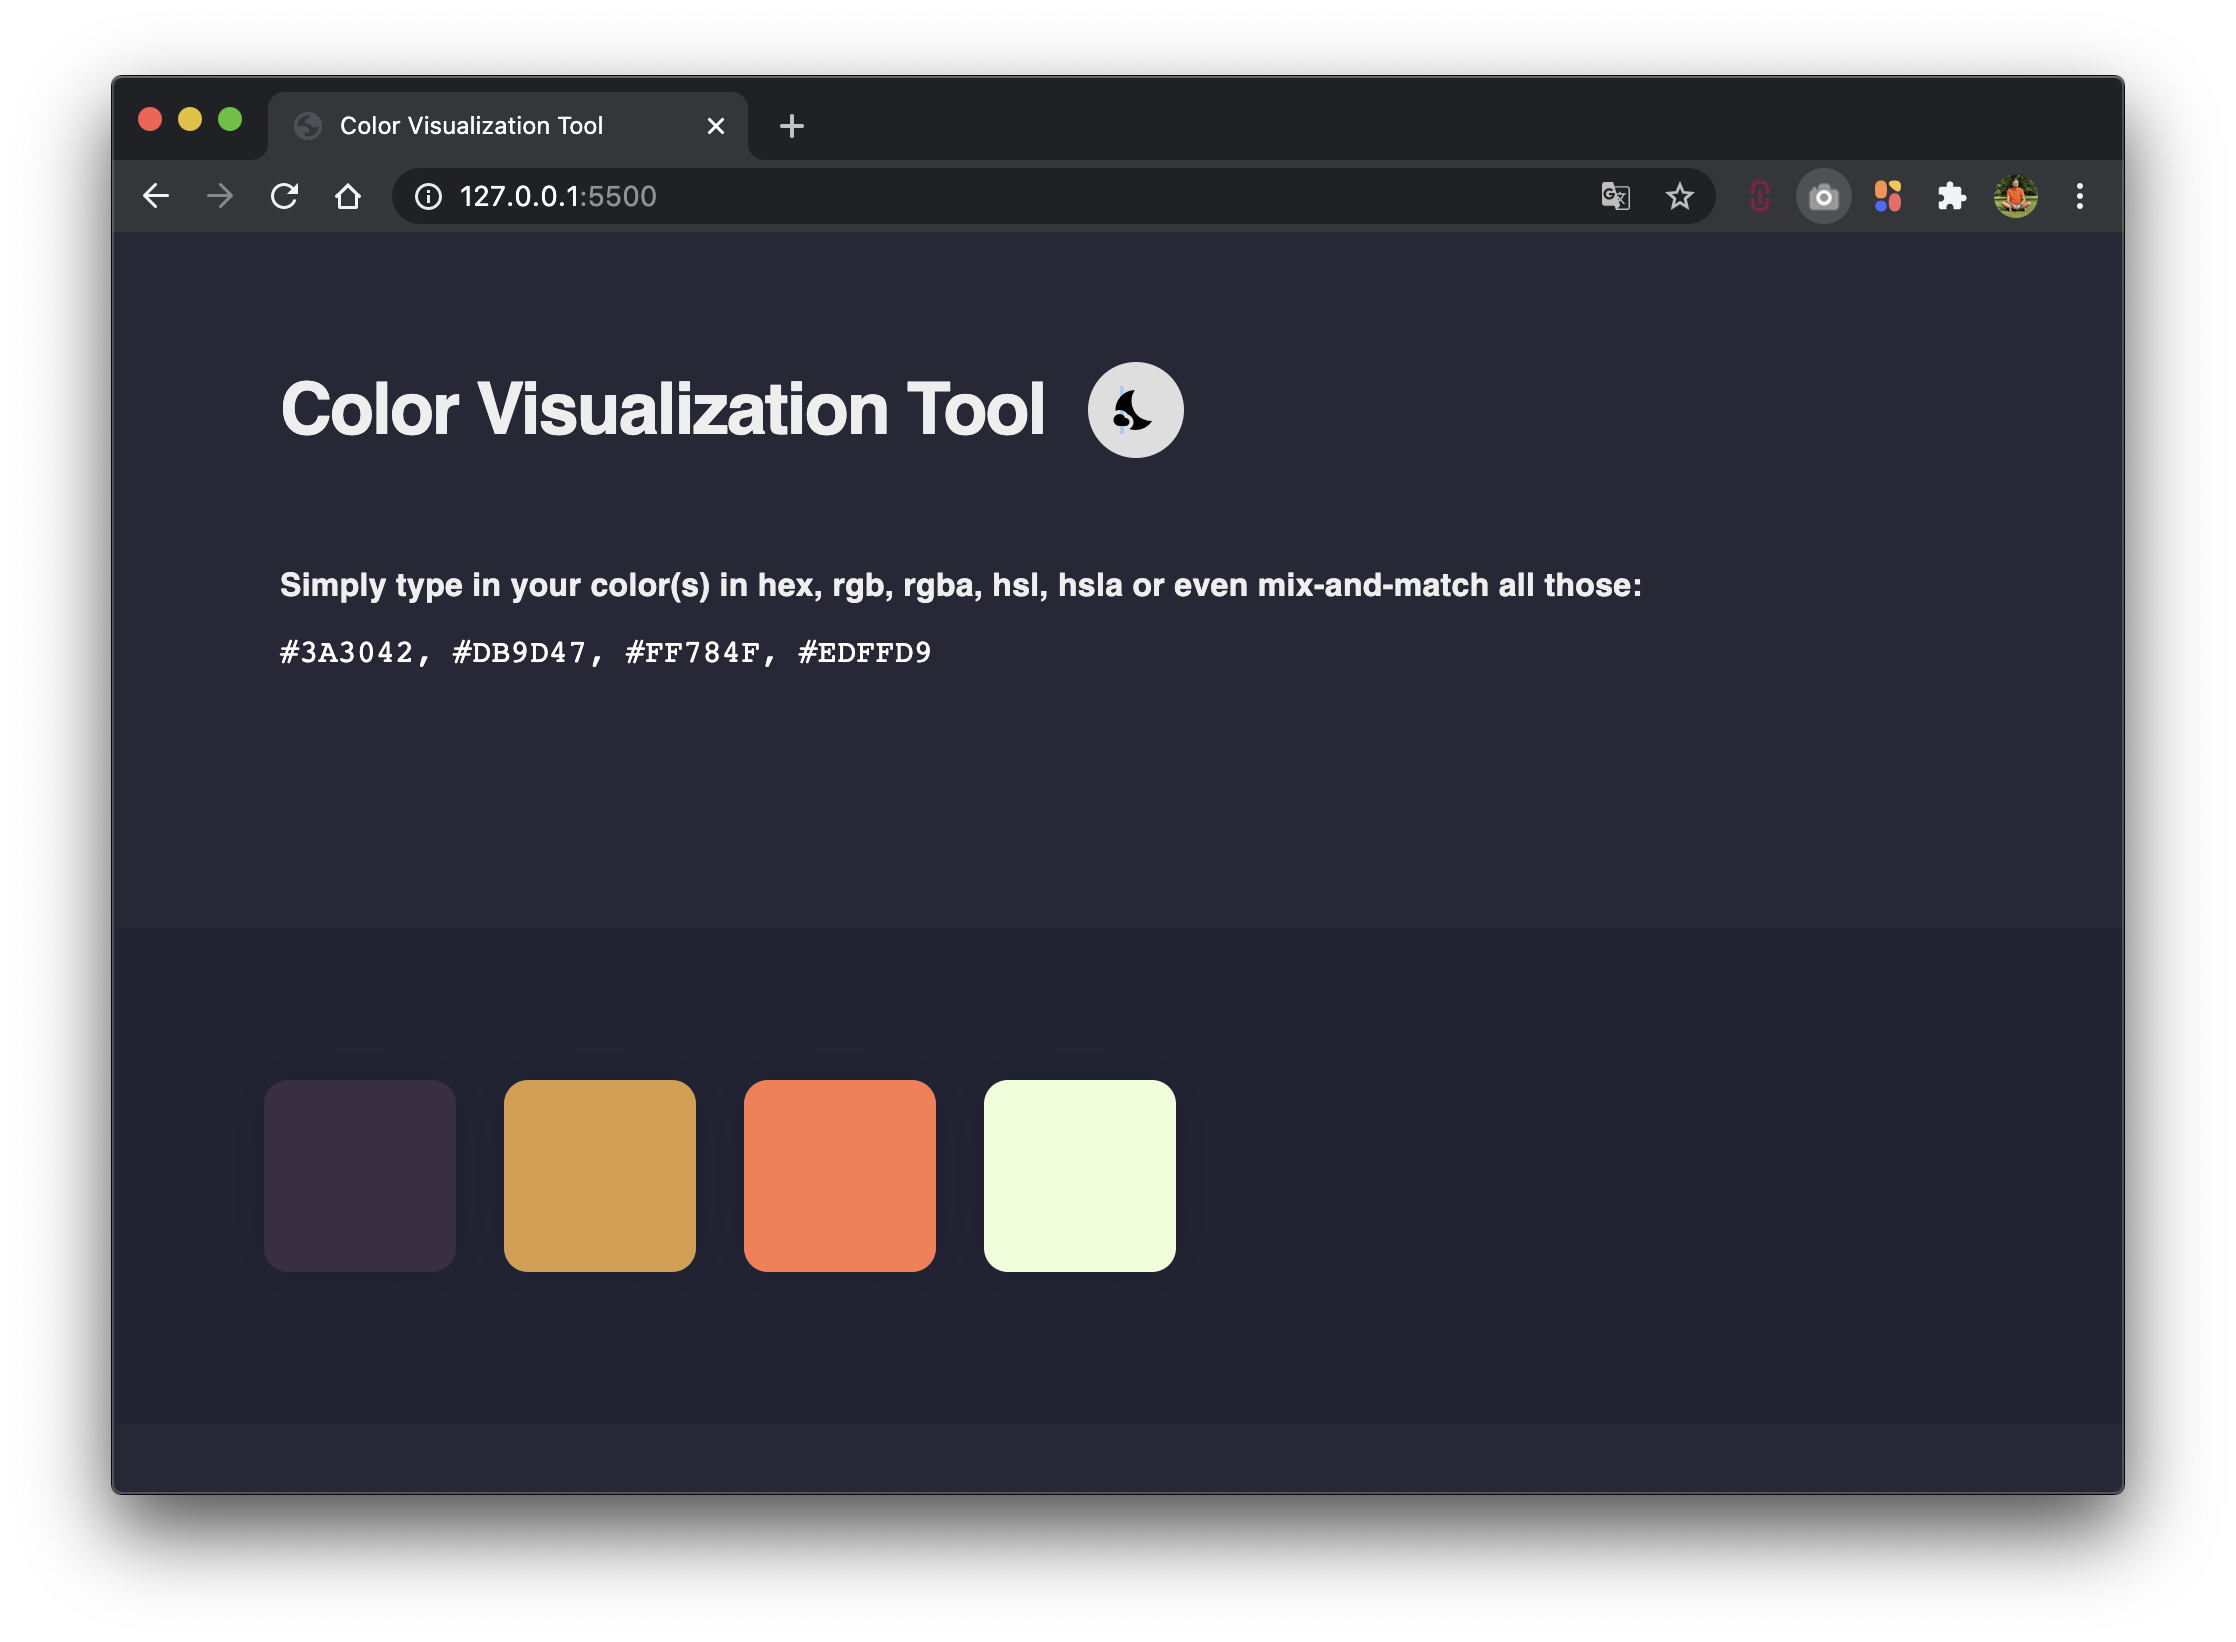 Color Visualization Tool
127.0.0.1:5500
Color Visualization Tool
Simply type in your color(s) in hex, rgb, rgba, hsl, hsla or even mix-and-match all those:
#3A3042, #DB9D47, #FF784F, #EDFFD9